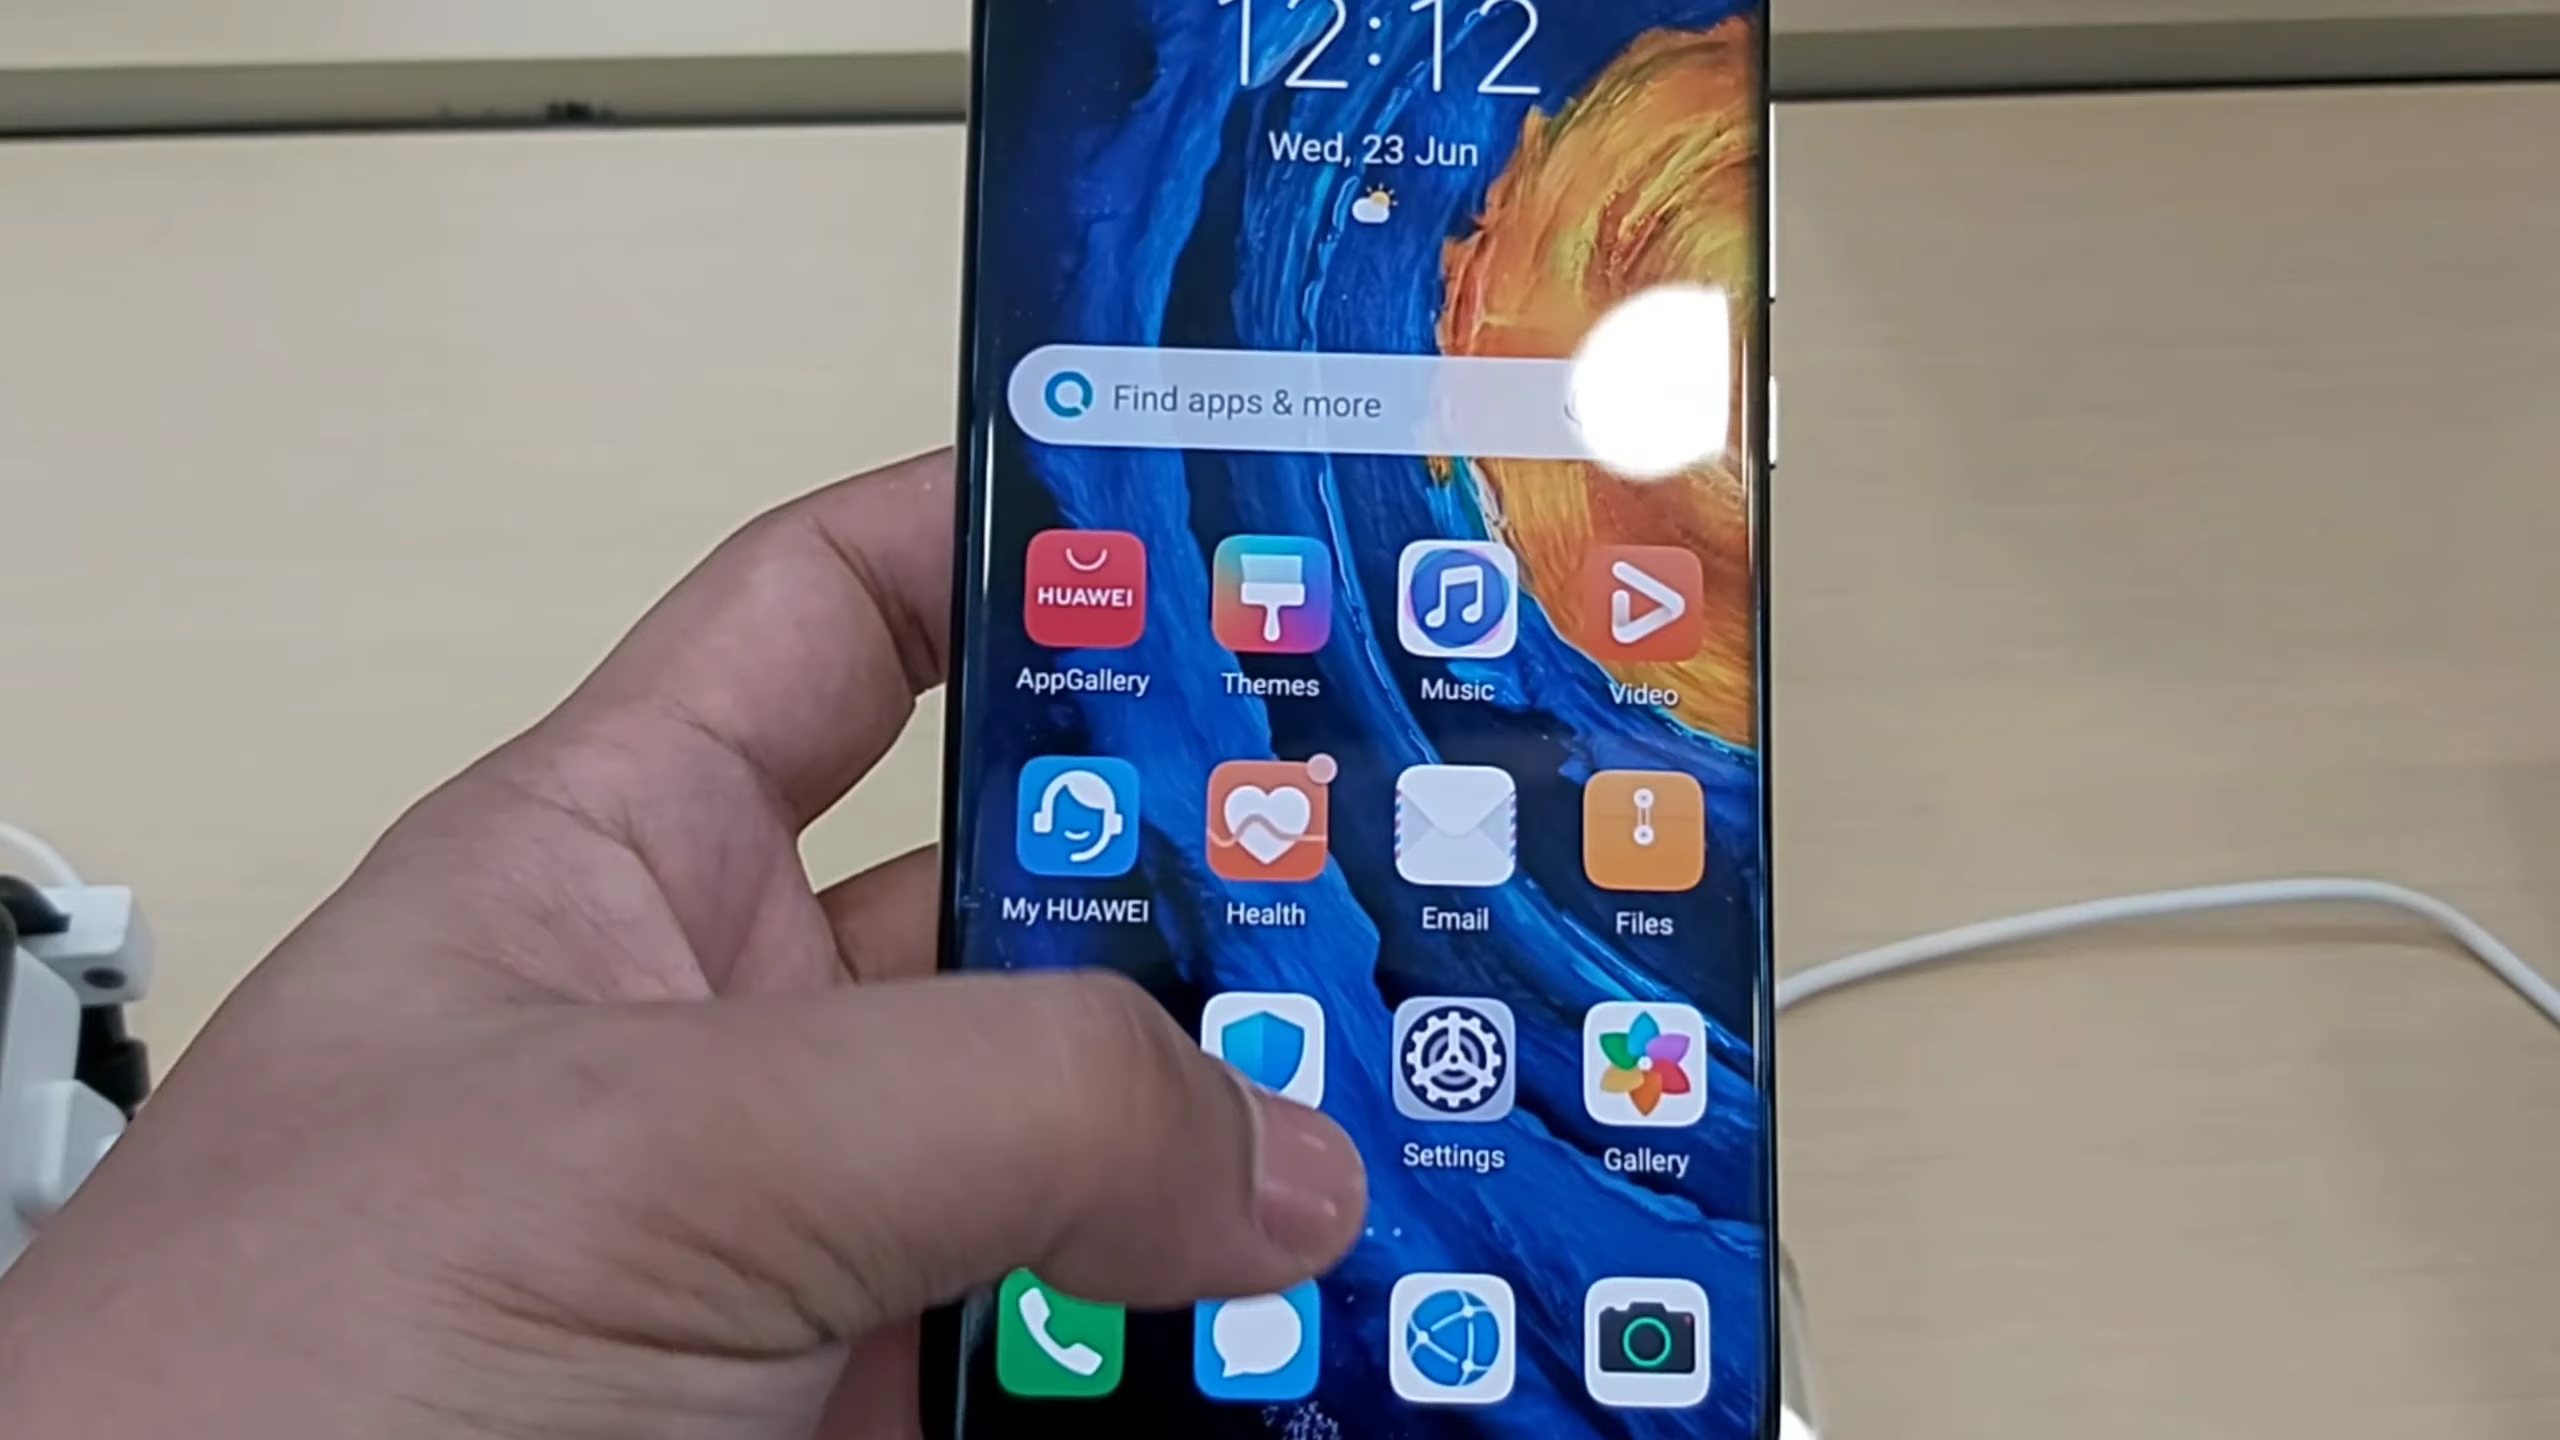 12:12
Wed, 23 Jun
Find apps & more
HUAWEI
AppGallery
Themes
Music
Video
My HUAWEI
Health
Email
Files
Settings
Gallery